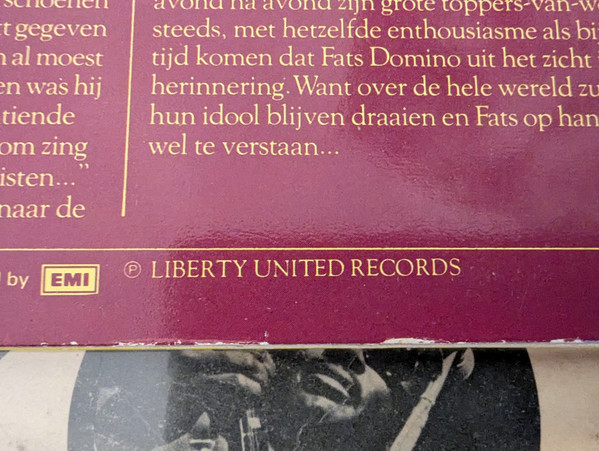 schoenen
t gegeven
al moest
en was hij
tiende
om zing
isten..."
naar de
avond na avond zijn grote toppers-van-w
steeds, met hetzelfde enthousiasme als bij
tijd komen dat Fats Domino uit het zicht
herinnering. Want over de hele wereld zu
hun idool blijven draaien en Fats op han
wel te verstaan...
by EMI ℗ LIBERTY UNITED RECORDS